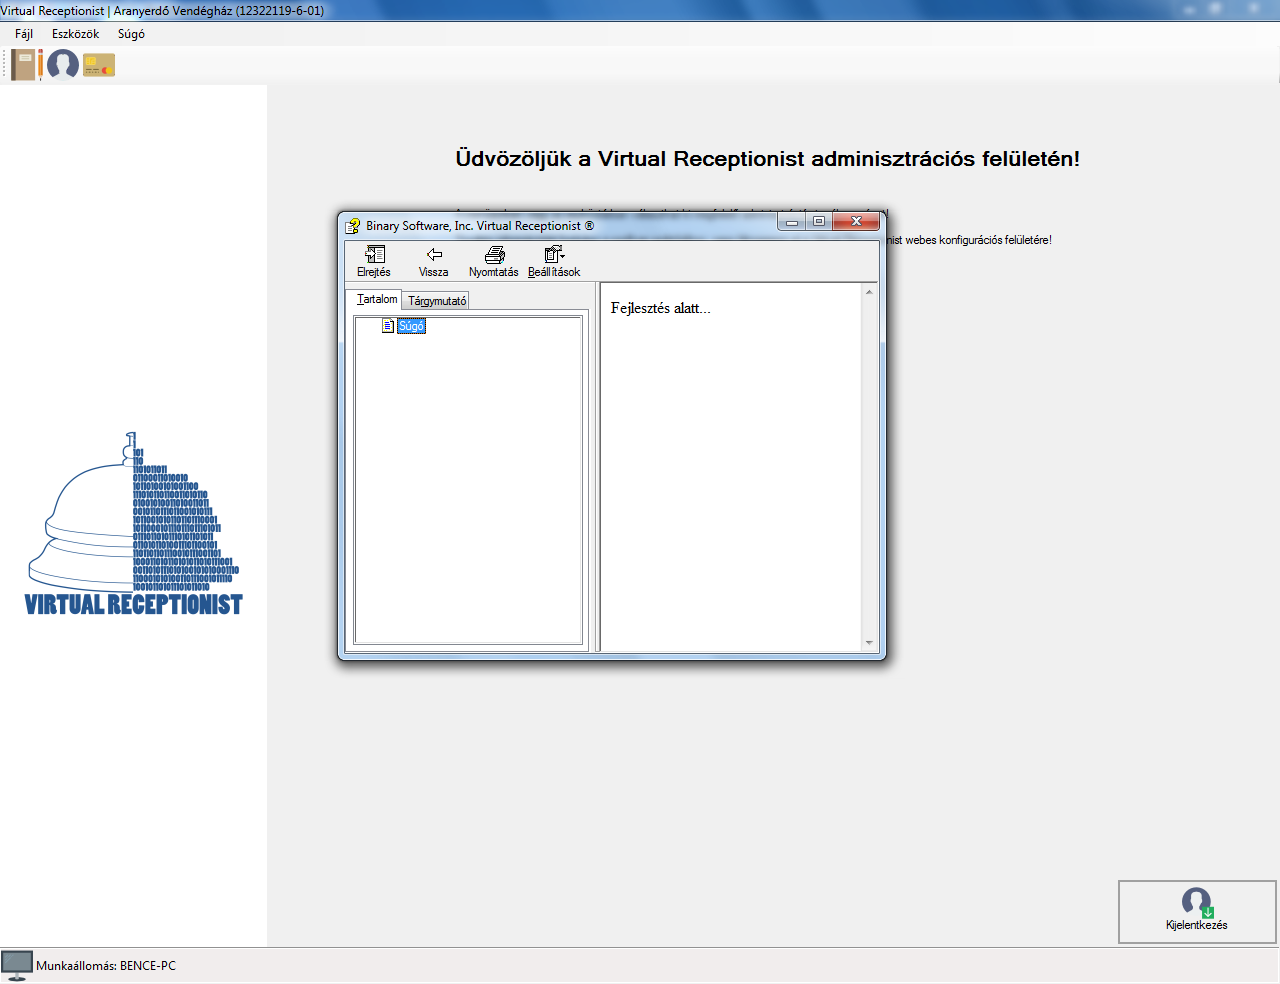 Virtual Receptionist | Aranyerdő Vendégház (12322119-6-01)
Fájl Eszközök Súgó
Üdvözöljük a Virtual Receptionist adminisztrációs felületén!
nist webes konfigurációs felületére!
Binary Software, Inc. Virtual Receptionist ®
Elrejtés Vissza Nyomtatás Beállítások
Tartalom Tárgymutató
Súgó
Fejlesztés alatt...
VIRTUAL RECEPTIONIST
Kijelentkezés
Munkaállomás: BENCE-PC